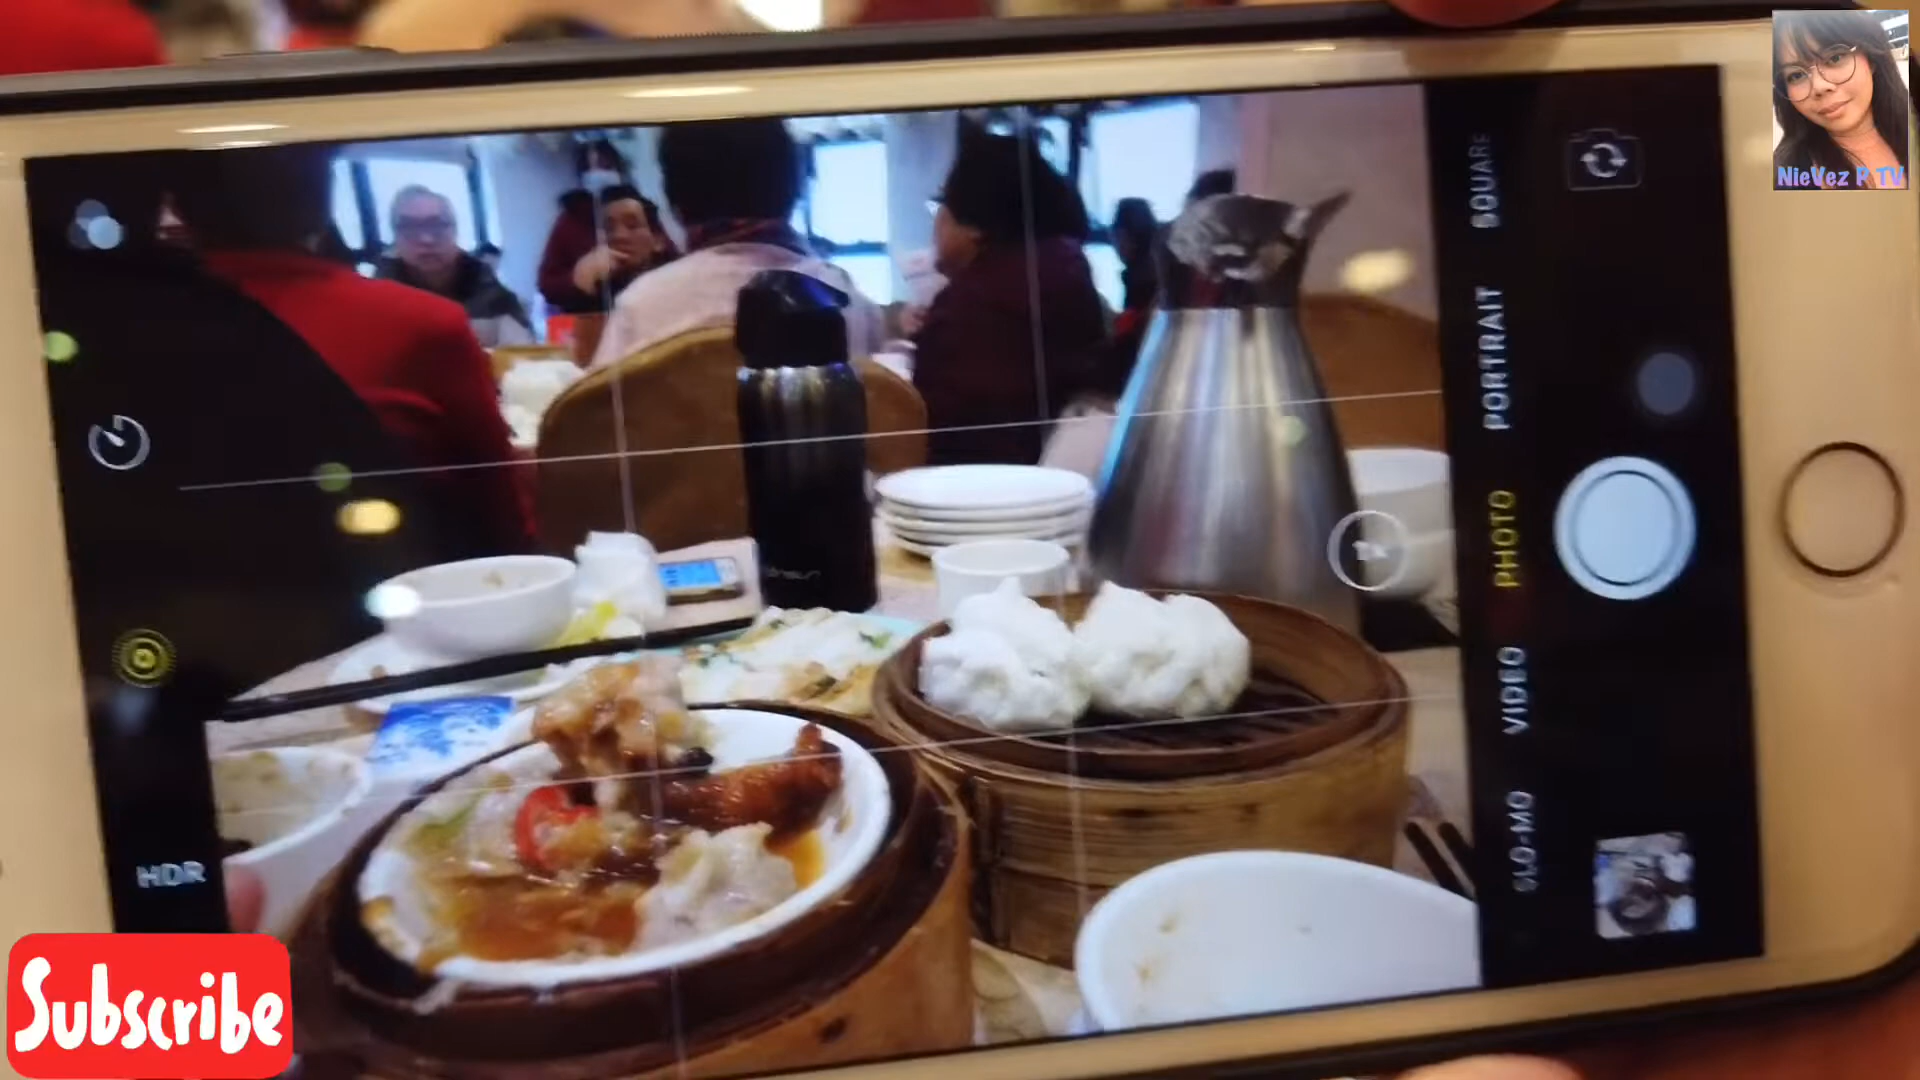 NieVez P TV
SQUARE
PORTRAIT
PHOTO
VIDEO
SLO-MO
HDR
Subscribe